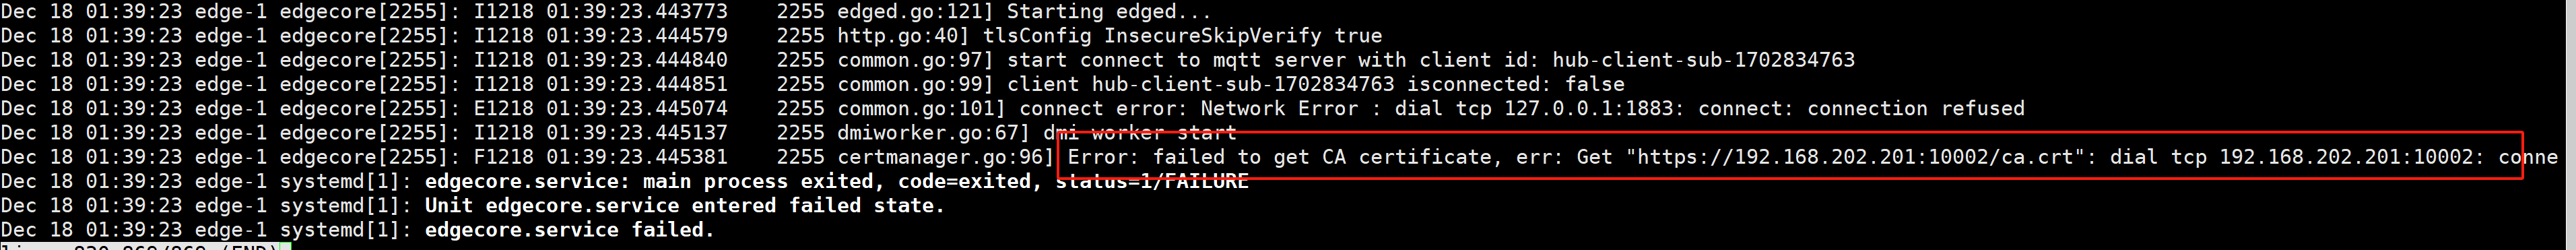 Dec 18 01:39:23 edge-1 edgecore[2255]: I1218 01:39:23.443773    2255 edged.go:121] Starting edged...
Dec 18 01:39:23 edge-1 edgecore[2255]: I1218 01:39:23.444579    2255 http.go:40] tlsConfig InsecureSkipVerify true
Dec 18 01:39:23 edge-1 edgecore[2255]: I1218 01:39:23.444840    2255 common.go:97] start connect to mqtt server with client id: hub-client-sub-1702834763
Dec 18 01:39:23 edge-1 edgecore[2255]: I1218 01:39:23.444851    2255 common.go:99] client hub-client-sub-1702834763 isconnected: false
Dec 18 01:39:23 edge-1 edgecore[2255]: E1218 01:39:23.445074    2255 common.go:101] connect error: Network Error : dial tcp 127.0.0.1:1883: connect: connection refused
Dec 18 01:39:23 edge-1 edgecore[2255]: I1218 01:39:23.445137    2255 dmiworker.go:67] dmi worker start
Dec 18 01:39:23 edge-1 edgecore[2255]: F1218 01:39:23.445381    2255 certmanager.go:96] Error: failed to get CA certificate, err: Get "https://192.168.202.201:10002/ca.crt": dial tcp 192.168.202.201:10002: conne
Dec 18 01:39:23 edge-1 systemd[1]: edgecore.service: main process exited, code=exited, status=1/FAILURE
Dec 18 01:39:23 edge-1 systemd[1]: Unit edgecore.service entered failed state.
Dec 18 01:39:23 edge-1 systemd[1]: edgecore.service failed.